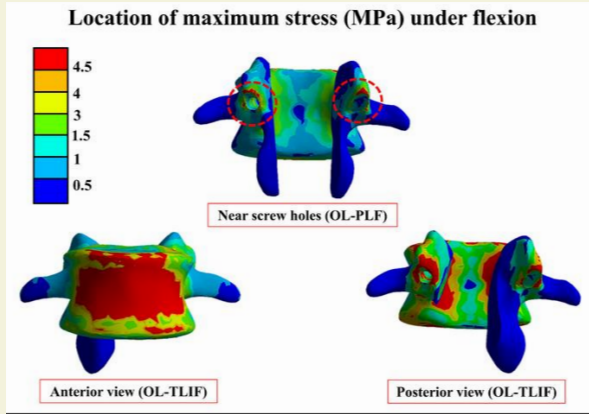 Location of maximum stress (MPa) under flexion
4.5
4
3
1.5
1
0.5
Near screw holes (OL-PLF)
Anterior view (OL-TLIF)
Posterior view (OL-TLIF)